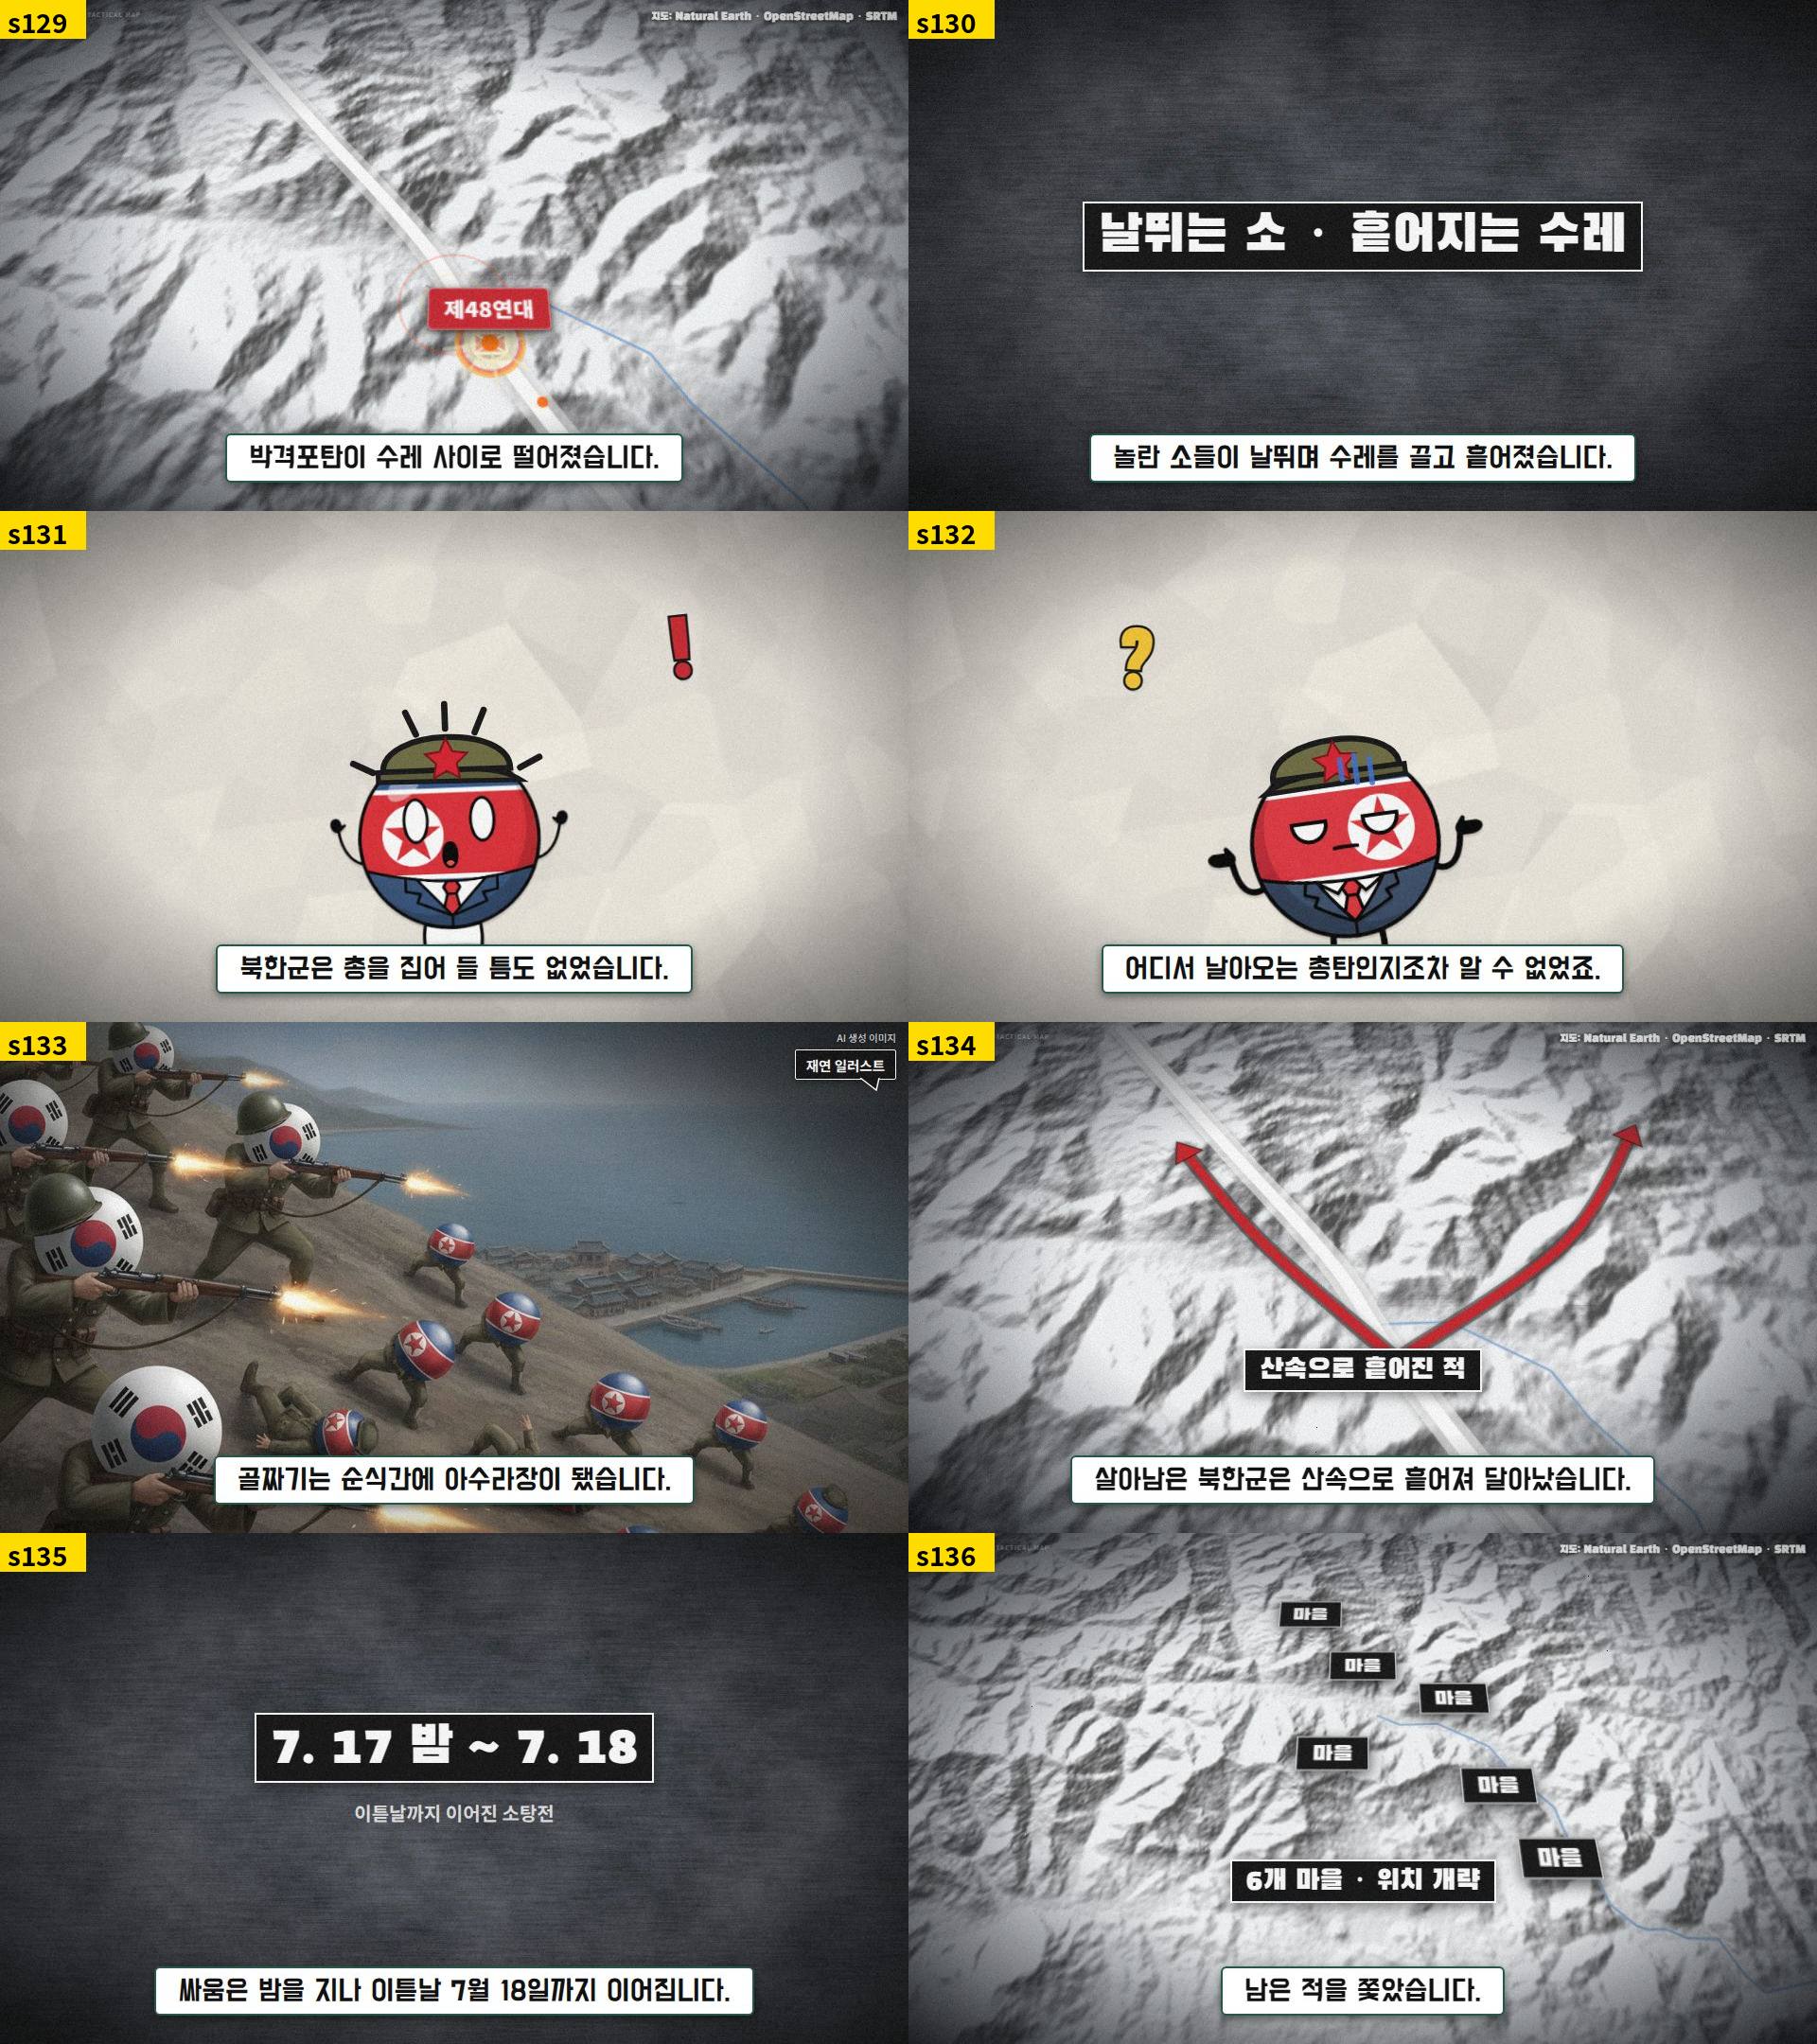 s129
TACTICAL MAP
지도: Natural Earth · OpenStreetMap · SRTM
제48연대
박격포탄이 수레 사이로 떨어졌습니다.
s130
날뛰는 소 · 흩어지는 수레
놀란 소들이 날뛰며 수레를 끌고 흩어졌습니다.
s131
!
북한군은 총을 집어 들 틈도 없었습니다.
s132
?
어디서 날아오는 총탄인지조차 알 수 없었죠.
s133
AI 생성 이미지
재연 일러스트
골짜기는 순식간에 아수라장이 됐습니다.
s134
TACTICAL MAP
지도: Natural Earth · OpenStreetMap · SRTM
산속으로 흩어진 적
살아남은 북한군은 산속으로 흩어져 달아났습니다.
s135
7. 17 밤 ~ 7. 18
이튿날까지 이어진 소탕전
싸움은 밤을 지나 이튿날 7월 18일까지 이어집니다.
s136
TACTICAL MAP
지도: Natural Earth · OpenStreetMap · SRTM
마을
마을
마을
마을
마을
마을
6개 마을 · 위치 개략
남은 적을 쫓았습니다.